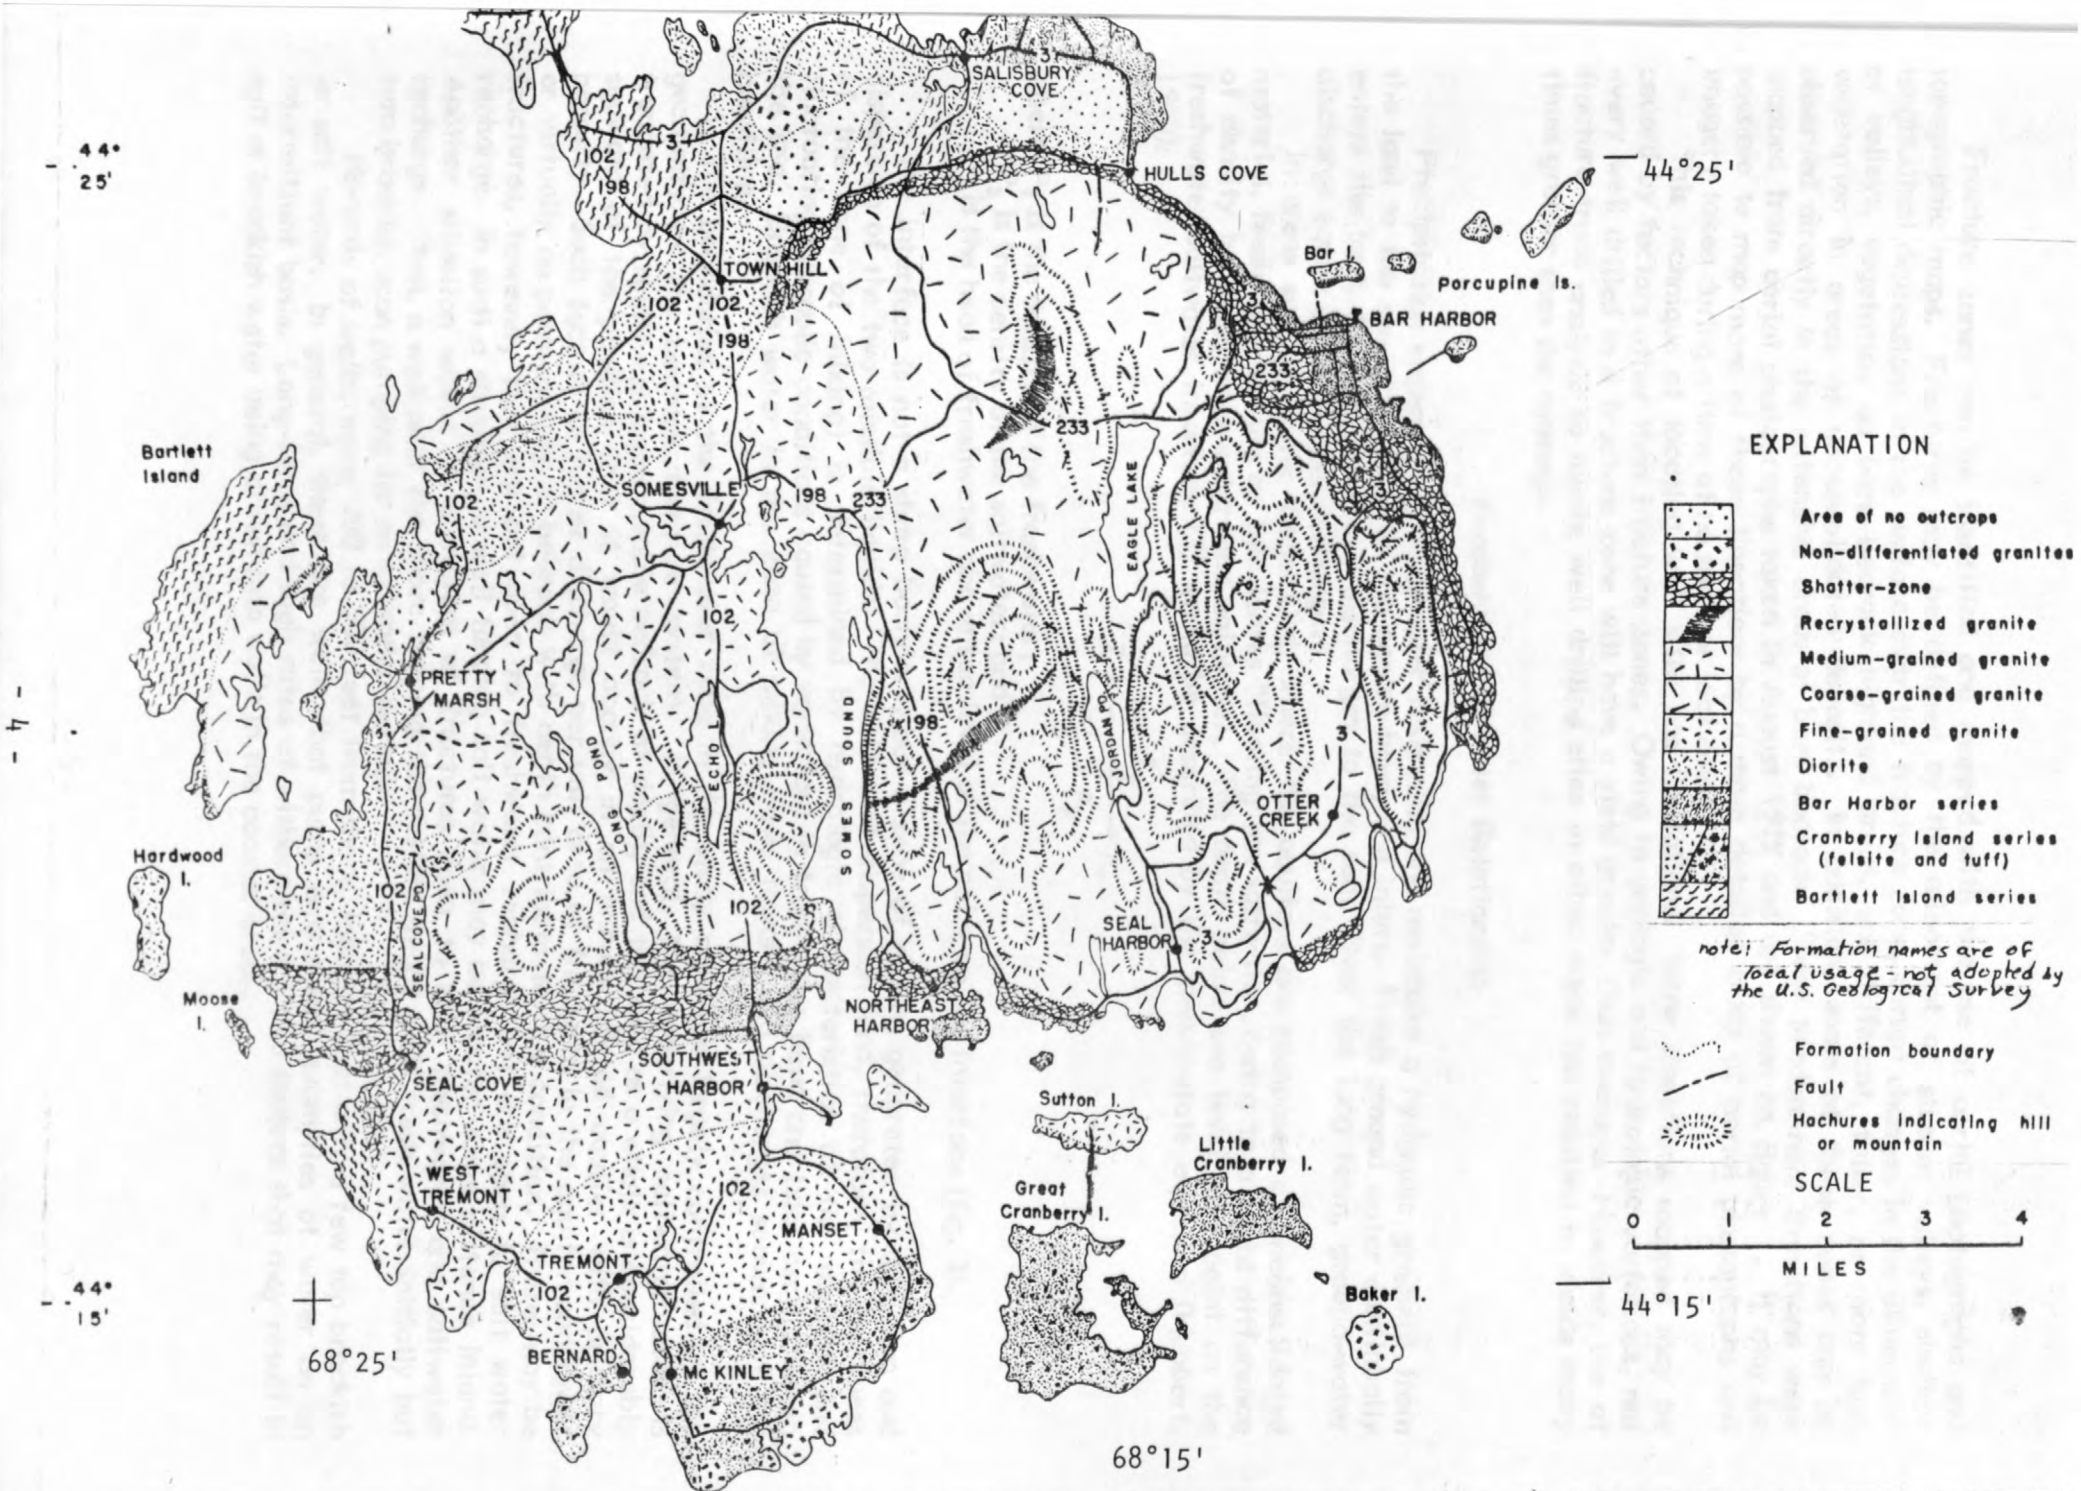 3
SALISBURY
COVE
44°
25'
102
3
198
HULLS COVE
44°25'
TOWN HILL
102
102
198
Bar I.
Porcupine Is.
3
BAR HARBOR
233
233
Bartlett
Island
102
SOMESVILLE
198
233
EAGLE LAKE
3
102
PRETTY
MARSH
LONG POND
ECHO L.
SOMES SOUND
198
JORDAN PD.
3
OTTER
CREEK
Hardwood
I.
102
SEAL COVE PD.
102
SEAL
HARBOR
3
Moose
I.
NORTHEAST
HARBOR
SOUTHWEST
HARBOR
SEAL COVE
Sutton I.
Little
Cranberry I.
WEST
TREMONT
102
Great
Cranberry I.
MANSET
TREMONT
102
44°
15'
68°25'
BERNARD
McKINLEY
Baker I.
44°15'
68°15'
- 4 -
EXPLANATION
Area of no outcrops
Non-differentiated granites
Shatter-zone
Recrystallized granite
Medium-grained granite
Coarse-grained granite
Fine-grained granite
Diorite
Bar Harbor series
Cranberry Island series
(felsite and tuff)
Bartlett Island series
note: Formation names are of
local usage - not adopted by
the U.S. Geological Survey
Formation boundary
Fault
Hachures indicating hill
or mountain
SCALE
0 1 2 3 4
MILES